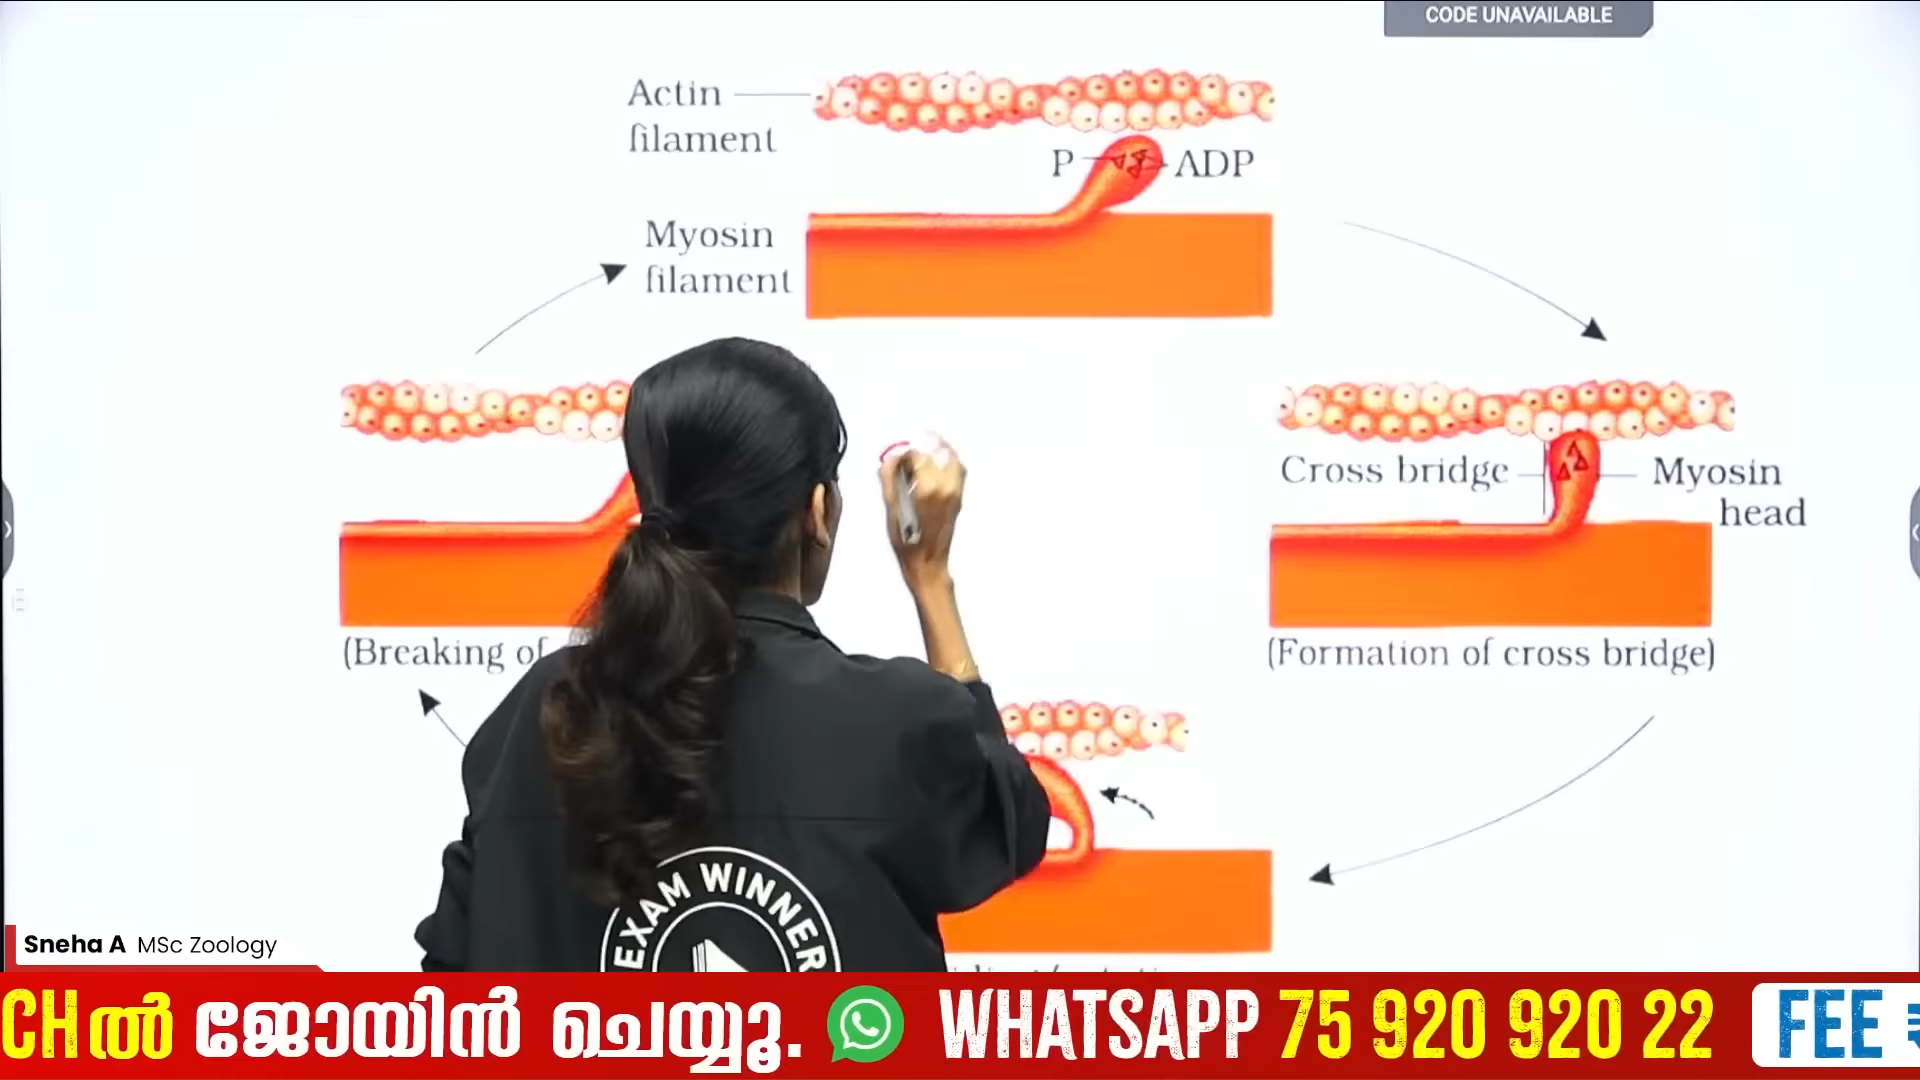 CODE UNAVAILABLE
Actin
filament
P
ADP
Myosin
filament
Cross bridge
Myosin
head
(Breaking of
(Formation of cross bridge)
EXAM WINNER
Sneha A MSc Zoology
CHൽ ജോയിൻ ചെയ്യൂ. WHATSAPP 75 920 920 22 FEE